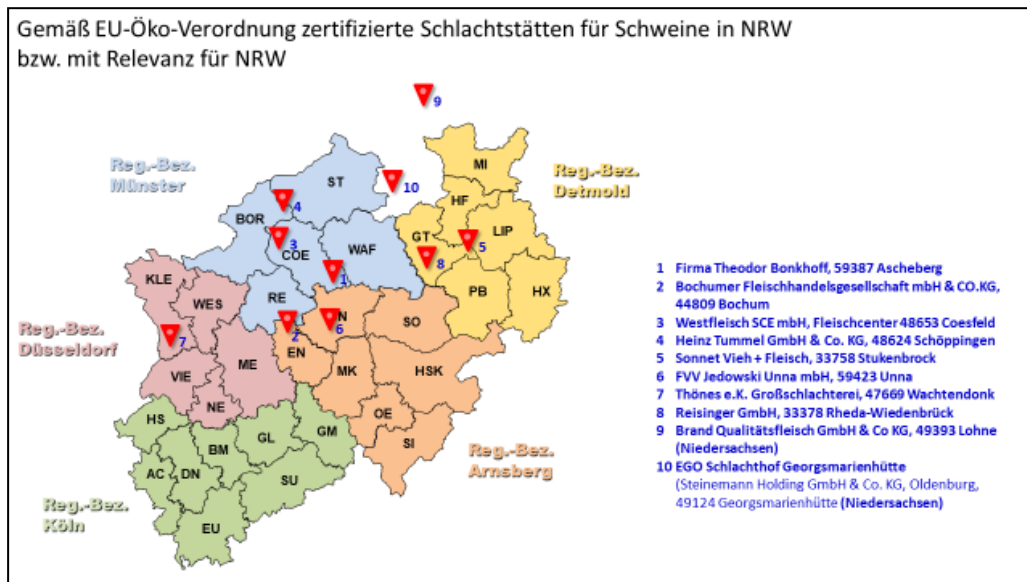 Gemäß EU-Öko-Verordnung zertifizierte Schlachtstätten für Schweine in NRW
bzw. mit Relevanz für NRW
9
Reg.-Bez.
Münster
ST
10
MI
Reg.-Bez.
Detmold
4
BOR
HF
LIP
GT
5
3
COE
WAF
8
KLE
1
PB
HX
WES
RE
Reg.-Bez.
Düsseldorf
7
2
N
6
SO
EN
ME
MK
HSK
VIE
NE
HS
OE
GM
GL
BM
SI
AC
DN
SU
Reg.-Bez.
Arnsberg
Reg.-Bez.
Köln
EU
1 Firma Theodor Bonkhoff, 59387 Ascheberg
2 Bochumer Fleischhandelsgesellschaft mbH & CO.KG,
44809 Bochum
3 Westfleisch SCE mbH, Fleischcenter 48653 Coesfeld
4 Heinz Tummel GmbH & Co. KG, 48624 Schöppingen
5 Sonnet Vieh + Fleisch, 33758 Stukenbrock
6 FVV Jedowski Unna mbH, 59423 Unna
7 Thönes e.K. Großschlachterei, 47669 Wachtendonk
8 Reisinger GmbH, 33378 Rheda-Wiedenbrück
9 Brand Qualitätsfleisch GmbH & Co KG, 49393 Lohne
(Niedersachsen)
10 EGO Schlachthof Georgsmarienhütte
(Steinemann Holding GmbH & Co. KG, Oldenburg,
49124 Georgsmarienhütte (Niedersachsen)